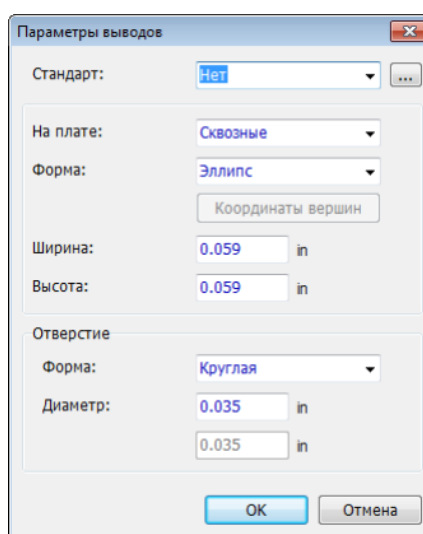 Параметры выводов
Стандарт: Нет ...
На плате: Сквозные
Форма: Эллипс
Координаты вершин
Ширина: 0.059 in
Высота: 0.059 in
Отверстие
Форма: Круглая
Диаметр: 0.035 in
0.035 in
OK Отмена